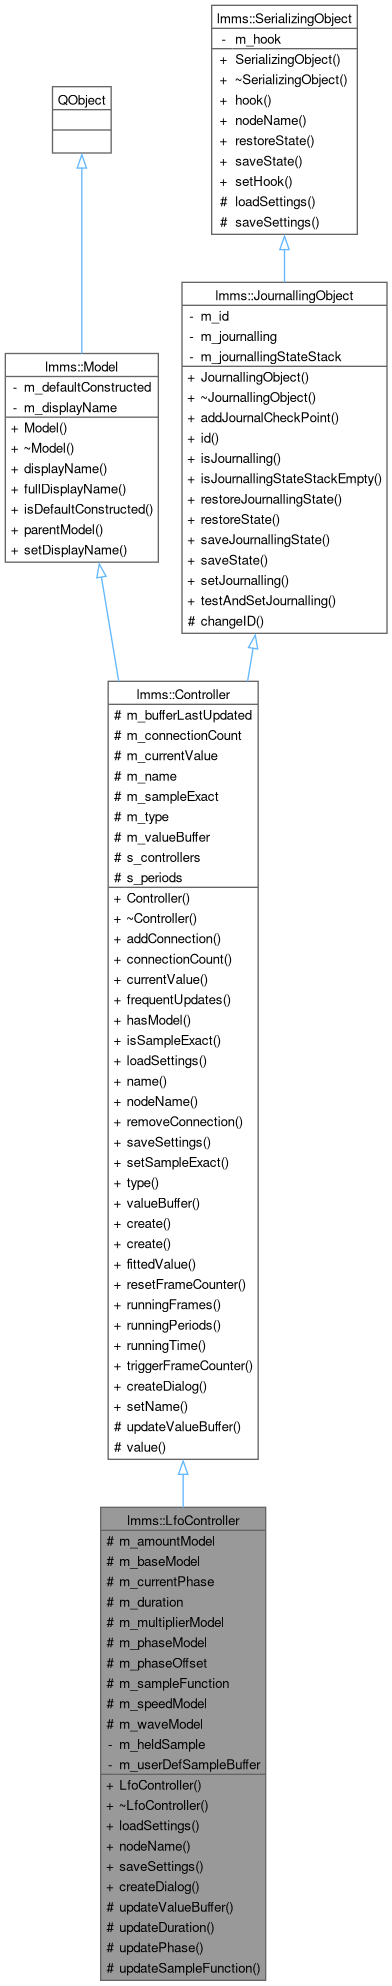 lmms::SerializingObject
- m_hook
+ SerializingObject()
+ ~SerializingObject()
+ hook()
+ nodeName()
+ restoreState()
+ saveState()
+ setHook()
# loadSettings()
# saveSettings()
QObject
lmms::JournallingObject
- m_id
- m_journalling
- m_journallingStateStack
+ JournallingObject()
+ ~JournallingObject()
+ addJournalCheckPoint()
+ id()
+ isJournalling()
+ isJournallingStateStackEmpty()
+ restoreJournallingState()
+ restoreState()
+ saveJournallingState()
+ saveState()
+ setJournalling()
+ testAndSetJournalling()
# changeID()
lmms::Model
- m_defaultConstructed
- m_displayName
+ Model()
+ ~Model()
+ displayName()
+ fullDisplayName()
+ isDefaultConstructed()
+ parentModel()
+ setDisplayName()
lmms::Controller
# m_bufferLastUpdated
# m_connectionCount
# m_currentValue
# m_name
# m_sampleExact
# m_type
# m_valueBuffer
# s_controllers
# s_periods
+ Controller()
+ ~Controller()
+ addConnection()
+ connectionCount()
+ currentValue()
+ frequentUpdates()
+ hasModel()
+ isSampleExact()
+ loadSettings()
+ name()
+ nodeName()
+ removeConnection()
+ saveSettings()
+ setSampleExact()
+ type()
+ valueBuffer()
+ create()
+ create()
+ fittedValue()
+ resetFrameCounter()
+ runningFrames()
+ runningPeriods()
+ runningTime()
+ triggerFrameCounter()
+ createDialog()
+ setName()
# updateValueBuffer()
# value()
lmms::LfoController
# m_amountModel
# m_baseModel
# m_currentPhase
# m_duration
# m_multiplierModel
# m_phaseModel
# m_phaseOffset
# m_sampleFunction
# m_speedModel
# m_waveModel
- m_heldSample
- m_userDefSampleBuffer
+ LfoController()
+ ~LfoController()
+ loadSettings()
+ nodeName()
+ saveSettings()
+ createDialog()
# updateValueBuffer()
# updateDuration()
# updatePhase()
# updateSampleFunction()